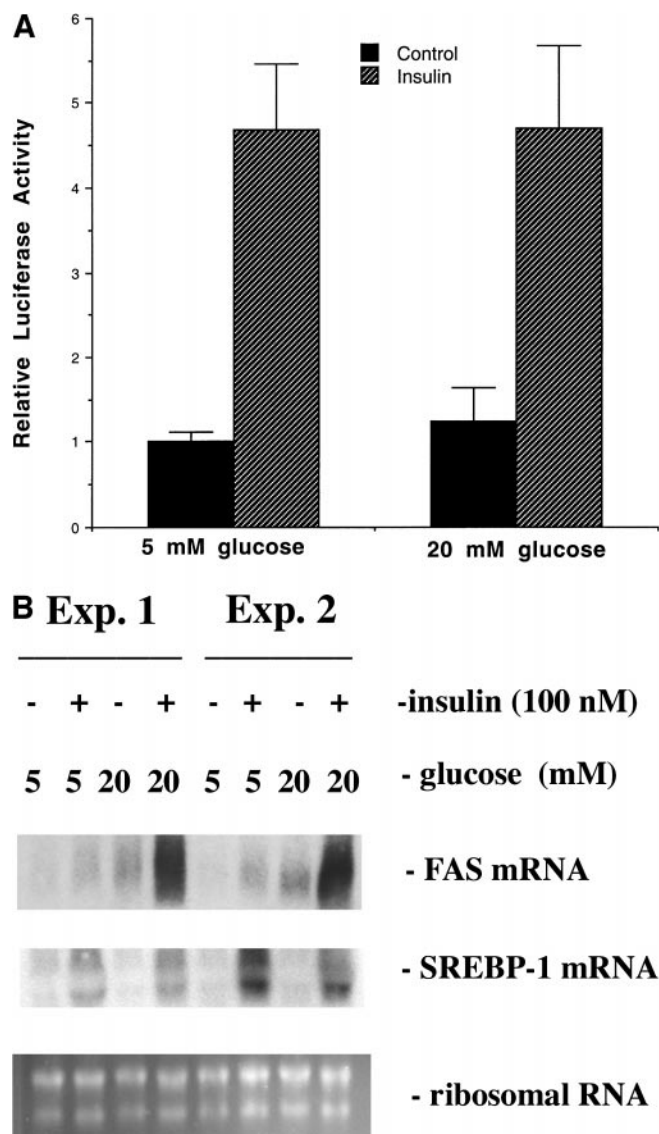 A
6
5
4
3
2
1
0
Relative Luciferase Activity
Control
Insulin
5 mM glucose
20 mM glucose
B
Exp. 1 Exp. 2
- + - + - + - + -insulin (100 nM)
5 5 20 20 5 5 20 20 - glucose (mM)
- FAS mRNA
- SREBP-1 mRNA
- ribosomal RNA